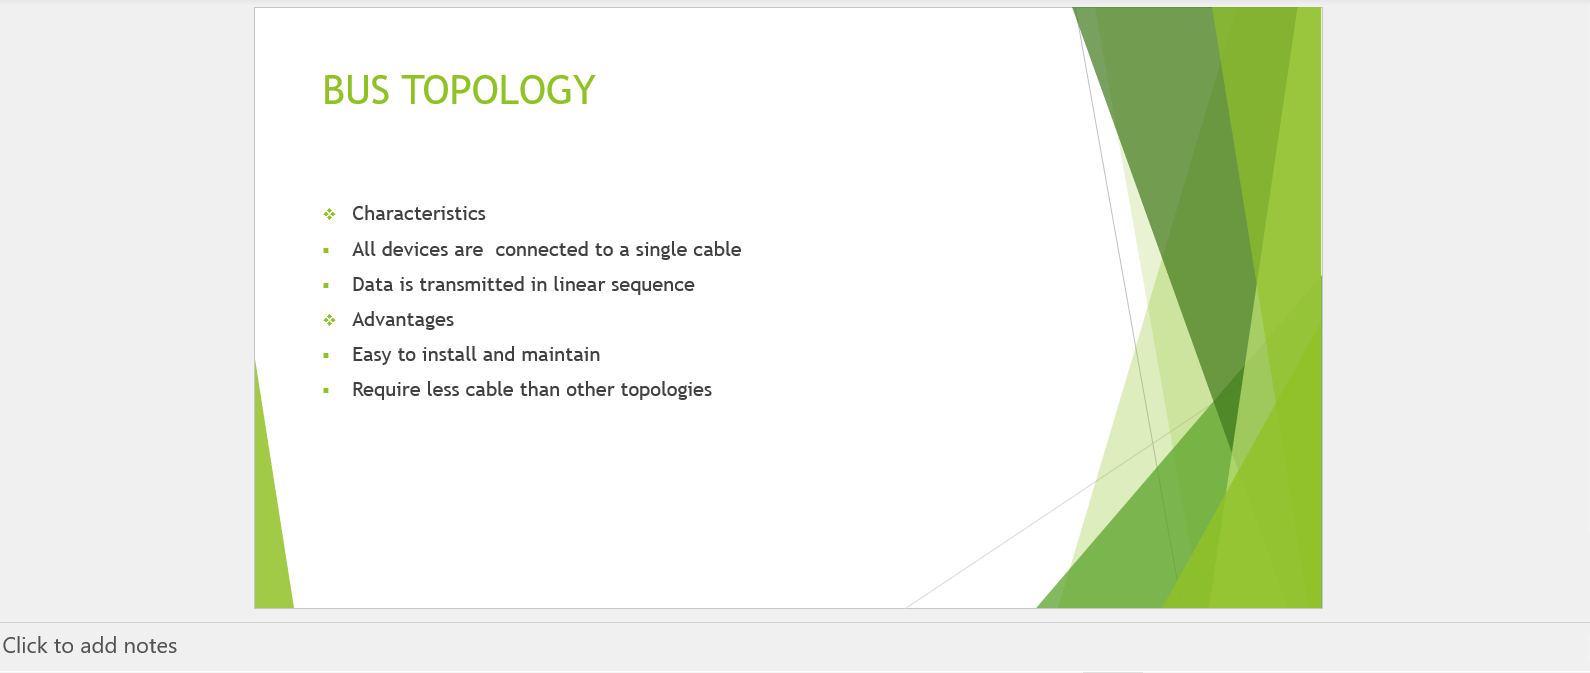 BUS TOPOLOGY
Characteristics
All devices are  connected to a single cable
Data is transmitted in linear sequence
Advantages
Easy to install and maintain
Require less cable than other topologies
Click to add notes